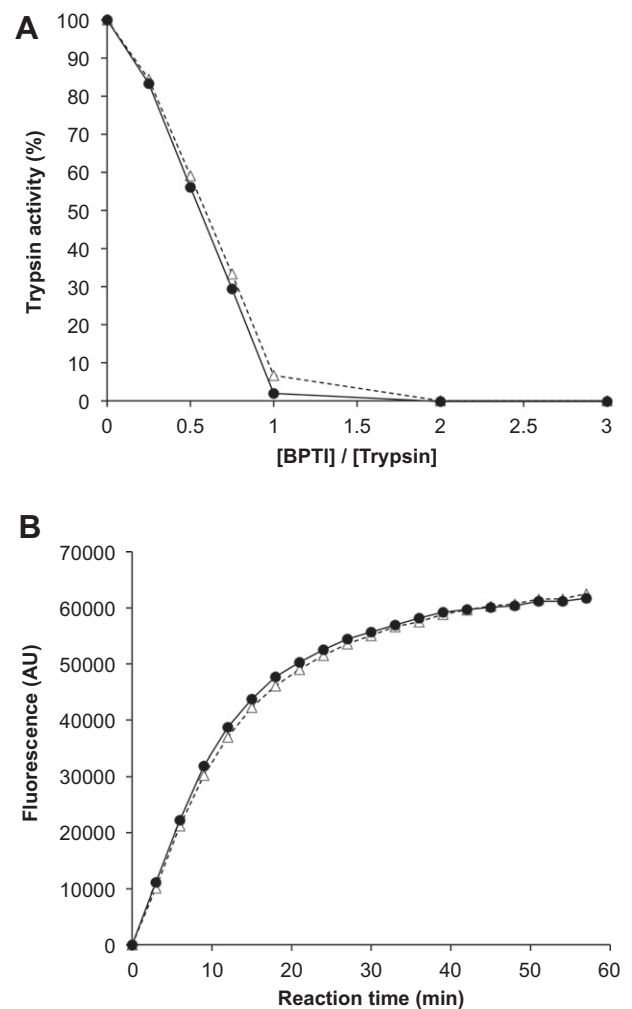 A
Trypsin activity (%)
100
90
80
70
60
50
40
30
20
10
0
0 0.5 1 1.5 2 2.5 3
[BPTI] / [Trypsin]
B
Fluorescence (AU)
70000
60000
50000
40000
30000
20000
10000
0
0 10 20 30 40 50 60
Reaction time (min)